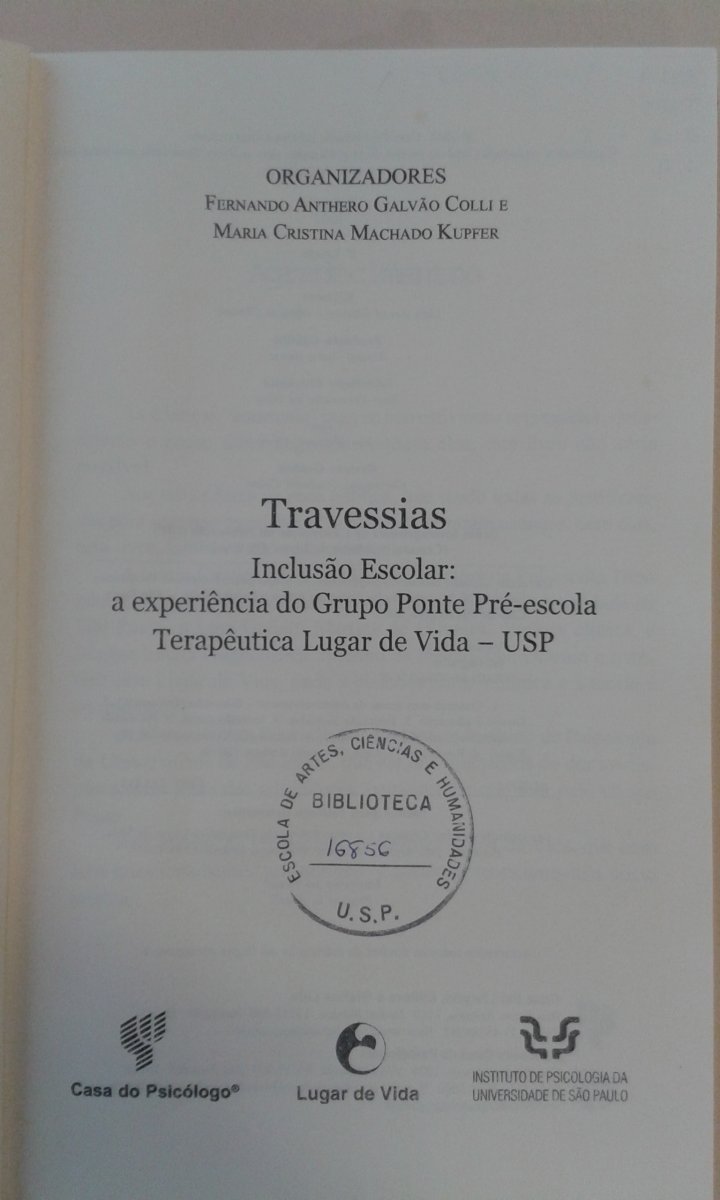 ORGANIZADORES
FERNANDO ANTHERO GALVÃO COLLI E
MARIA CRISTINA MACHADO KUPFER
Travessias
Inclusão Escolar:
a experiência do Grupo Ponte Pré-escola
Terapêutica Lugar de Vida – USP
ESCOLA DE ARTES, CIÊNCIAS E HUMANIDADES
BIBLIOTECA
16856
U.S.P.
Casa do Psicólogo®
Lugar de Vida
INSTITUTO DE PSICOLOGIA DA
UNIVERSIDADE DE SÃO PAULO